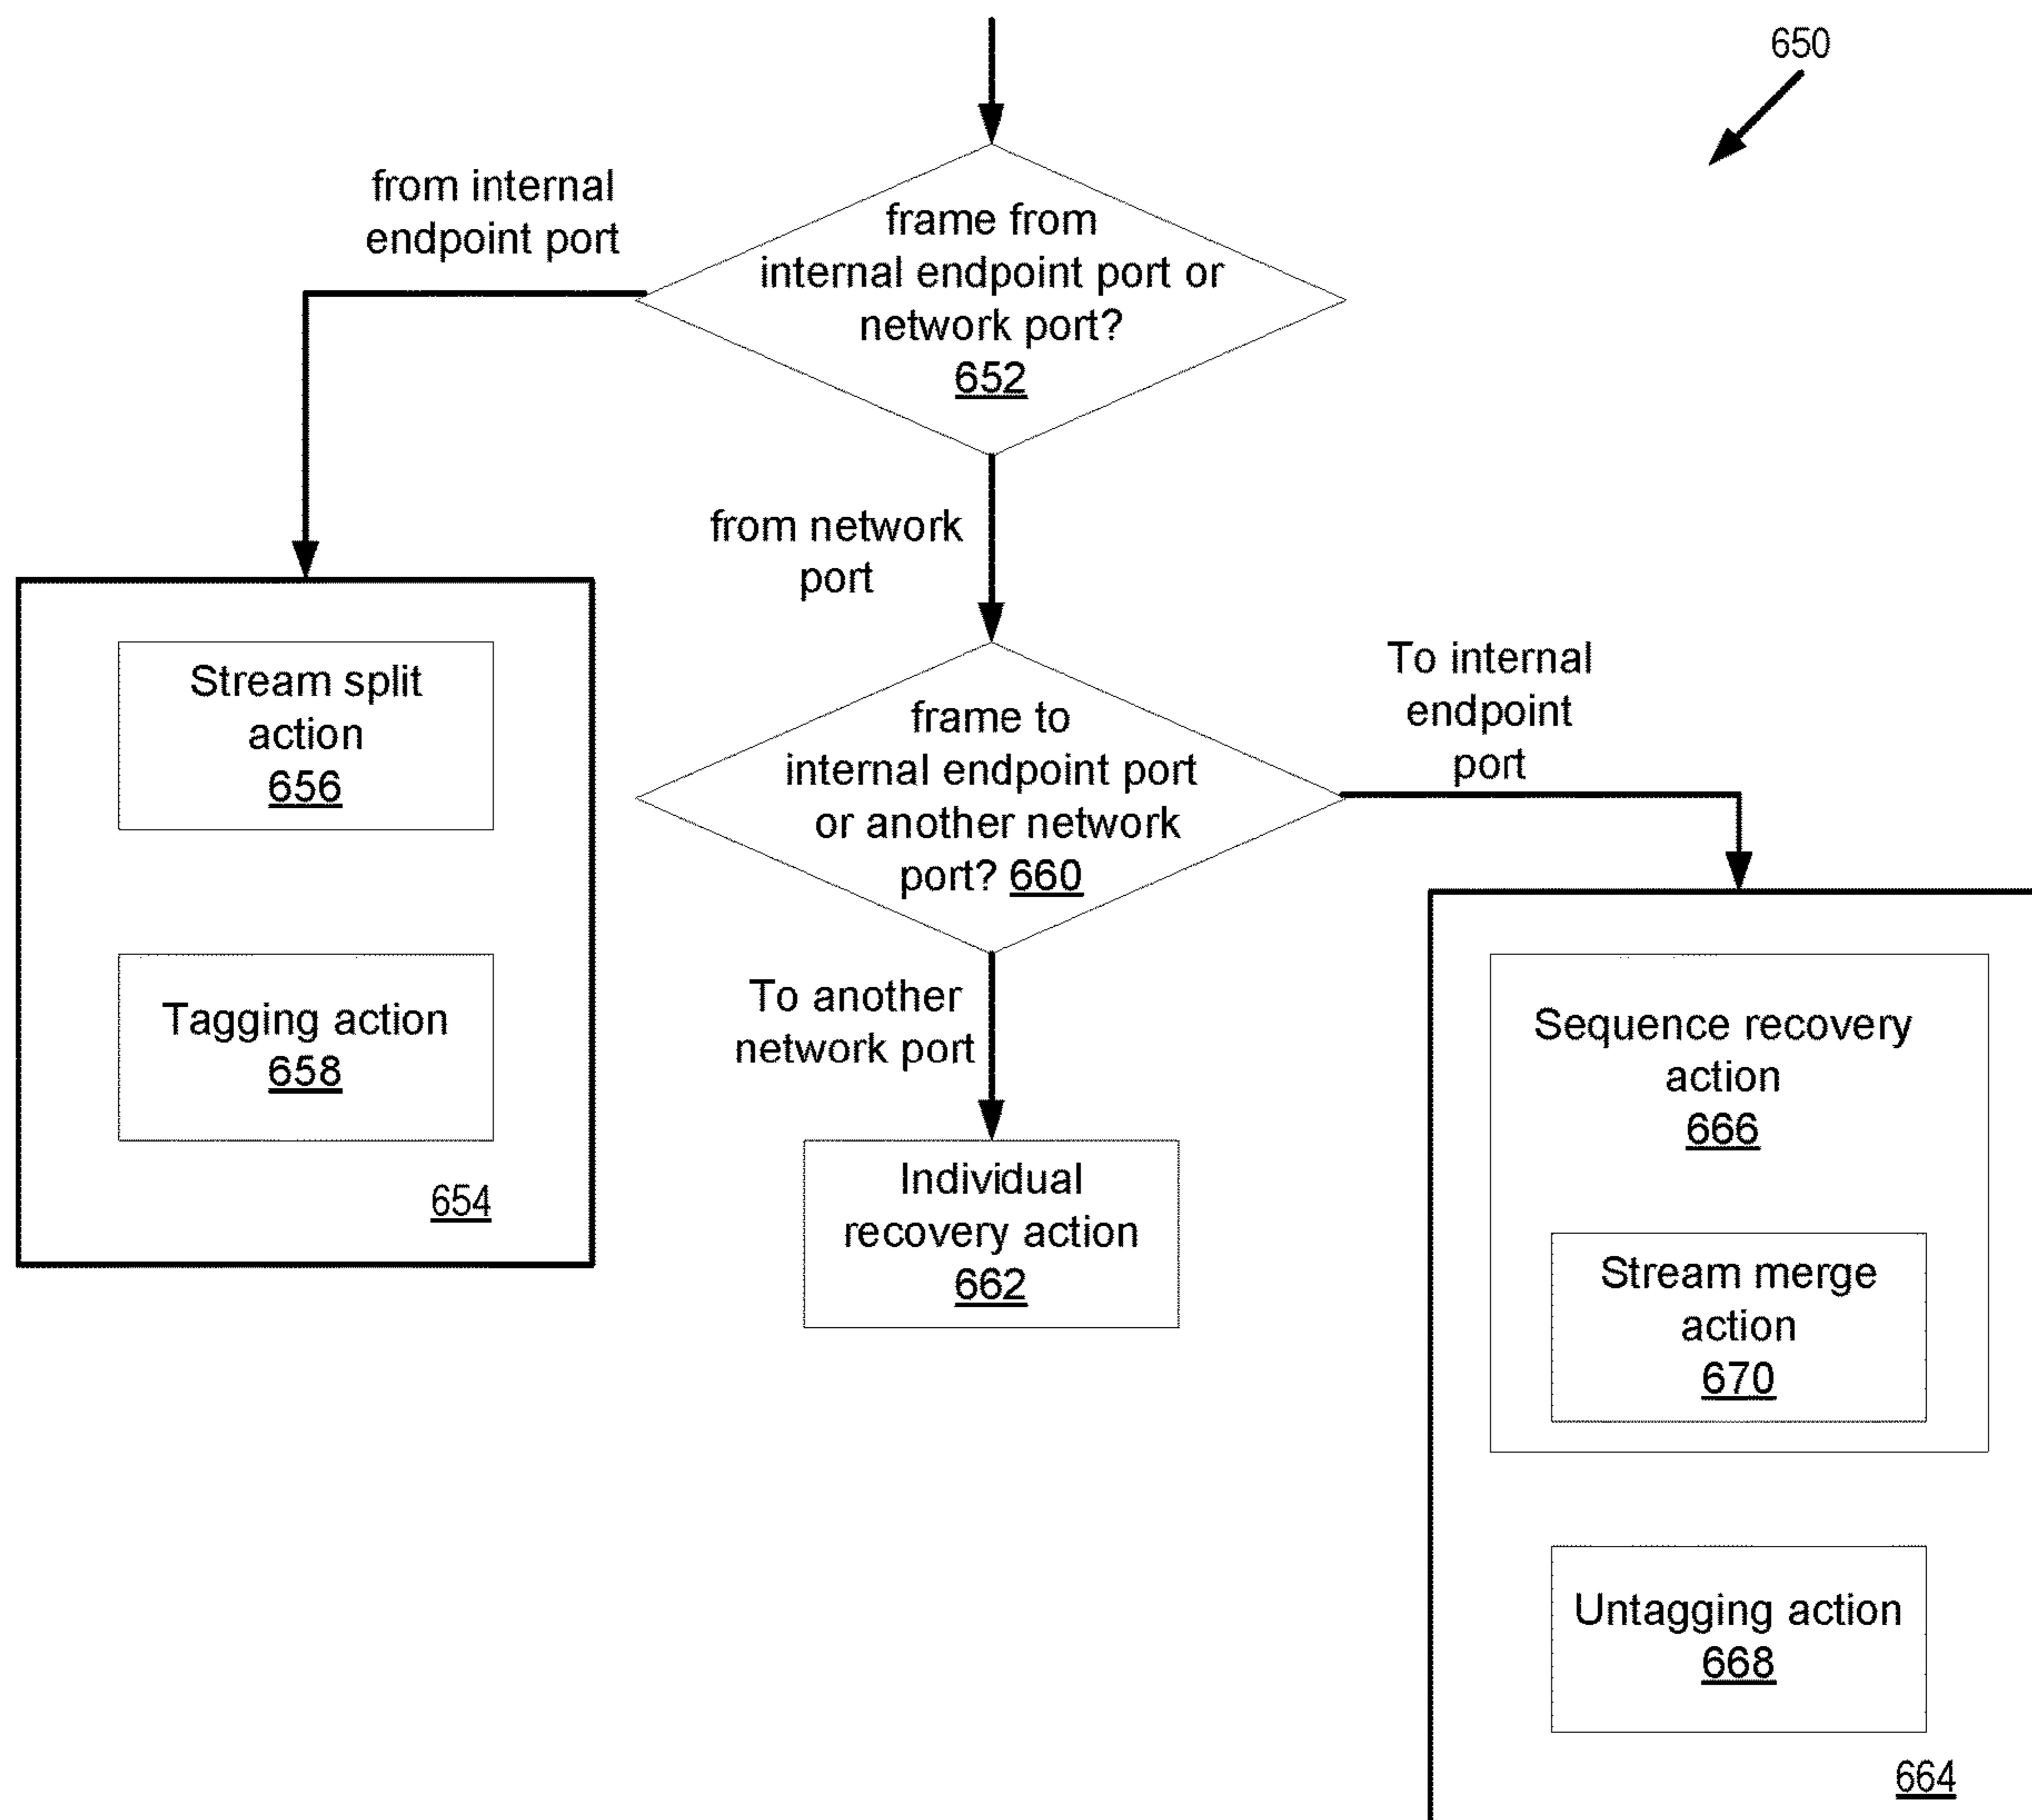 650
from internal
endpoint port
frame from
internal endpoint port or
network port?
652
from network
port
Stream split
action
656
Tagging action
658
654
frame to
internal endpoint port
or another network
port? 660
To internal
endpoint
port
To another
network port
Individual
recovery action
662
Sequence recovery
action
666
Stream merge
action
670
Untagging action
668
664